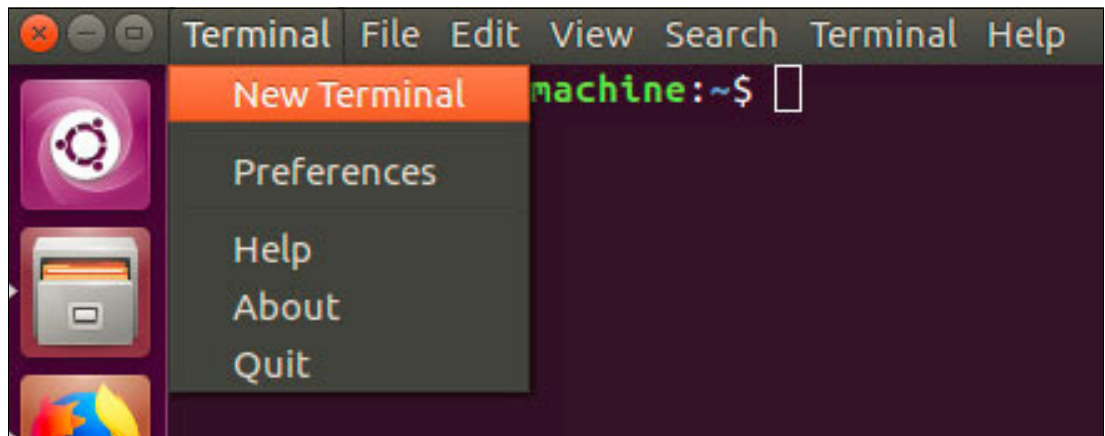 Terminal File Edit View Search Terminal Help
New Terminal
machine:~$
Preferences
Help
About
Quit